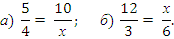 а) 5/4 = 10/x; б) 12/3 = x/6.